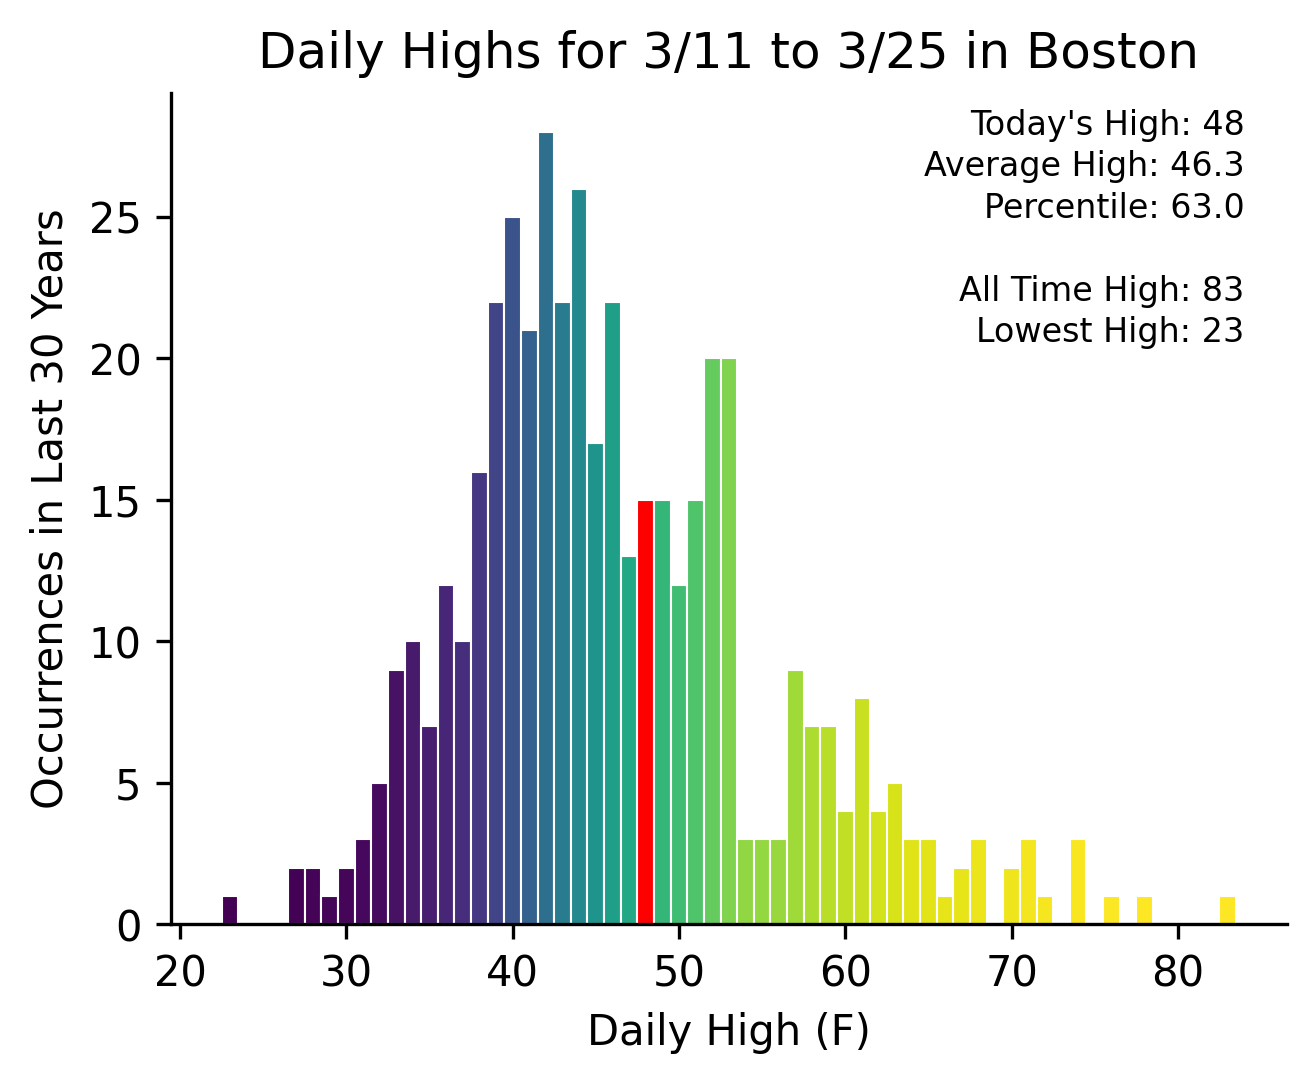 Daily Highs for 3/11 to 3/25 in Boston
Today's High: 48
Average High: 46.3
Percentile: 63.0
All Time High: 83
Lowest High: 23
Occurrences in Last 30 Years
25
20
15
10
5
0
20 30 40 50 60 70 80
Daily High (F)